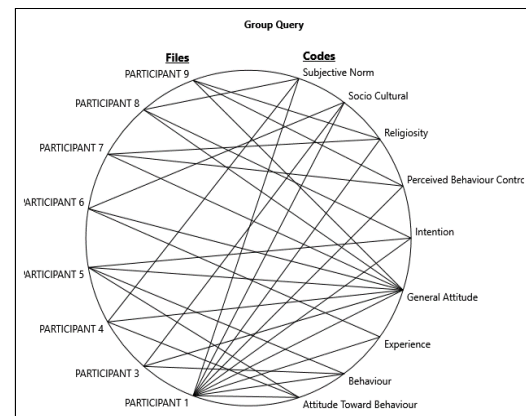 Group Query
Files
Codes
PARTICIPANT 9
Subjective Norm
PARTICIPANT 8
Socio Cultural
PARTICIPANT 7
Religiosity
PARTICIPANT 6
Perceived Behaviour Contro
Intention
PARTICIPANT 5
General Attitude
PARTICIPANT 4
Experience
PARTICIPANT 3
Behaviour
PARTICIPANT 1
Attitude Toward Behaviour